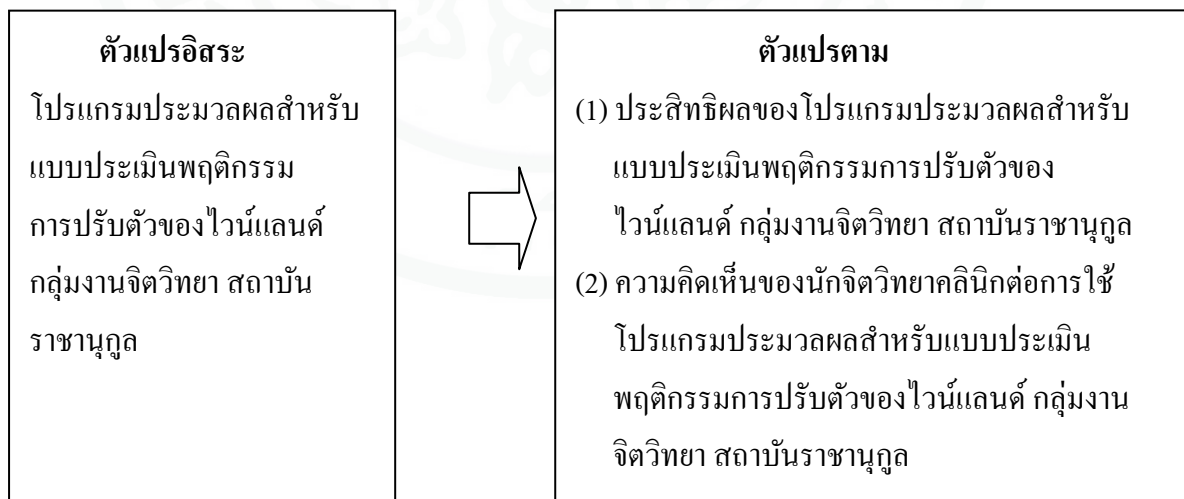 ตัวแปรอิสระ
โปรแกรมประมวลผลสำหรับ
แบบประเมินพฤติกรรม
การปรับตัวของไวน์แลนด์
กลุ่มงานจิตวิทยา สถาบัน
ราชานุกูล
ตัวแปรตาม
(1) ประสิทธิผลของโปรแกรมประมวลผลสำหรับ
แบบประเมินพฤติกรรมการปรับตัวของ
ไวน์แลนด์ กลุ่มงานจิตวิทยา สถาบันราชานุกูล
(2) ความคิดเห็นของนักจิตวิทยาคลินิกต่อการใช้
โปรแกรมประมวลผลสำหรับแบบประเมิน
พฤติกรรมการปรับตัวของไวน์แลนด์ กลุ่มงาน
จิตวิทยา สถาบันราชานุกูล